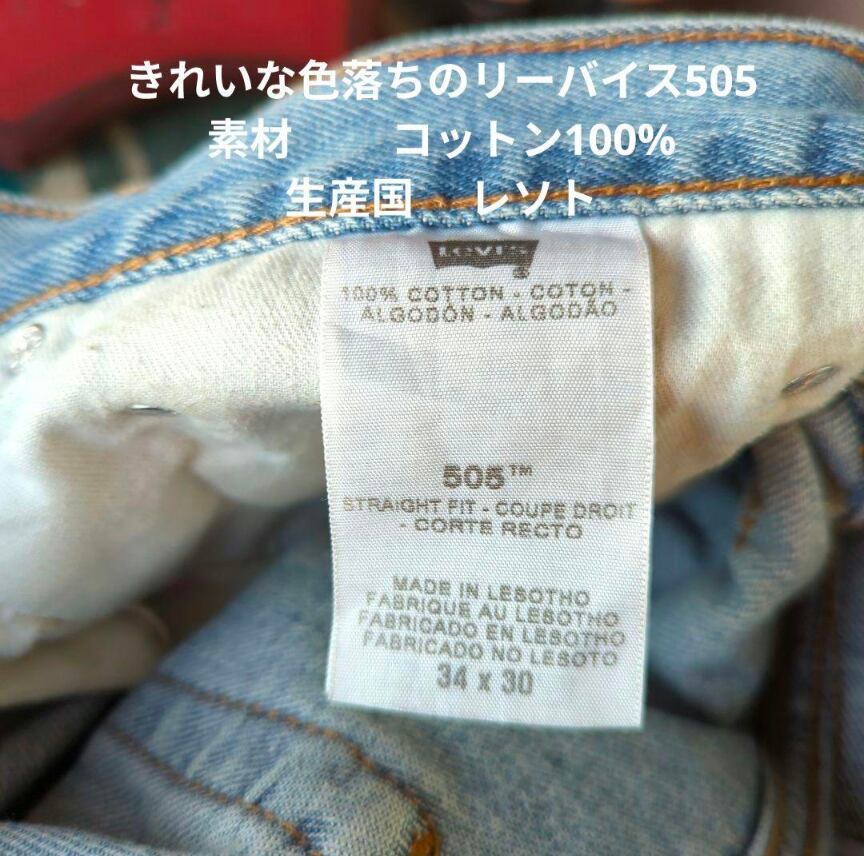 きれいな色落ちのリーバイス505
素材 コットン100%
生産国 レソト
LEVI'S
®
100% COTTON - COTON -
ALGODÓN - ALGODÃO
505™
STRAIGHT FIT - COUPE DROIT
- CORTE RECTO
MADE IN LESOTHO
FABRIQUE AU LESOTHO
FABRICADO EN LESOTHO
FABRICADO NO LESOTO
34 x 30